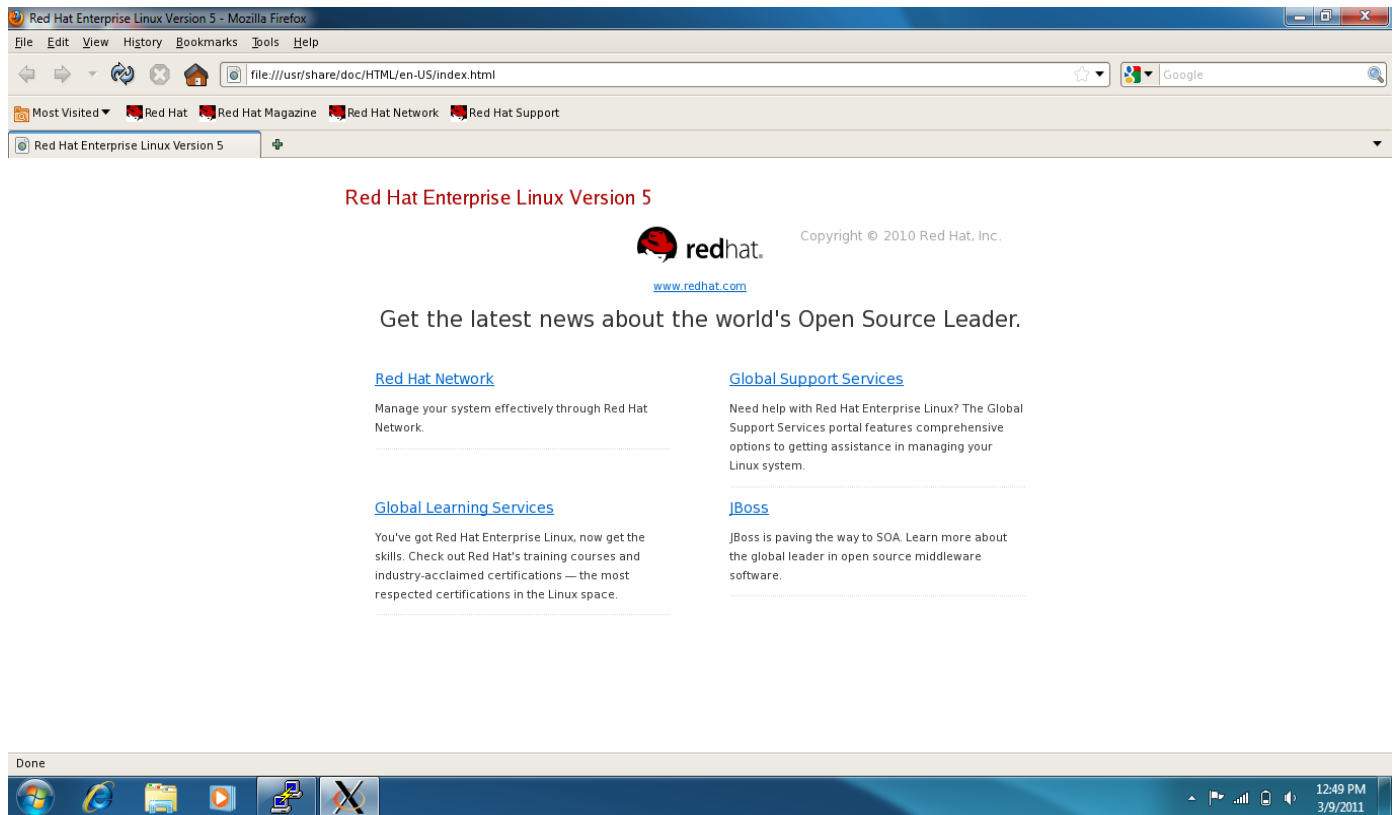 Red Hat Enterprise Linux Version 5 - Mozilla Firefox
File Edit View History Bookmarks Tools Help
file:///usr/share/doc/HTML/en-US/index.html Google
Most Visited Red Hat Red Hat Magazine Red Hat Network Red Hat Support
Red Hat Enterprise Linux Version 5
Red Hat Enterprise Linux Version 5
redhat. Copyright © 2010 Red Hat, Inc.
www.redhat.com
Get the latest news about the world's Open Source Leader.
Red Hat Network
Manage your system effectively through Red Hat
Network.
Global Support Services
Need help with Red Hat Enterprise Linux? The Global
Support Services portal features comprehensive
options to getting assistance in managing your
Linux system.
Global Learning Services
You've got Red Hat Enterprise Linux, now get the
skills. Check out Red Hat's training courses and
industry-acclaimed certifications — the most
respected certifications in the Linux space.
JBoss
JBoss is paving the way to SOA. Learn more about
the global leader in open source middleware
software.
Done
12:49 PM
3/9/2011